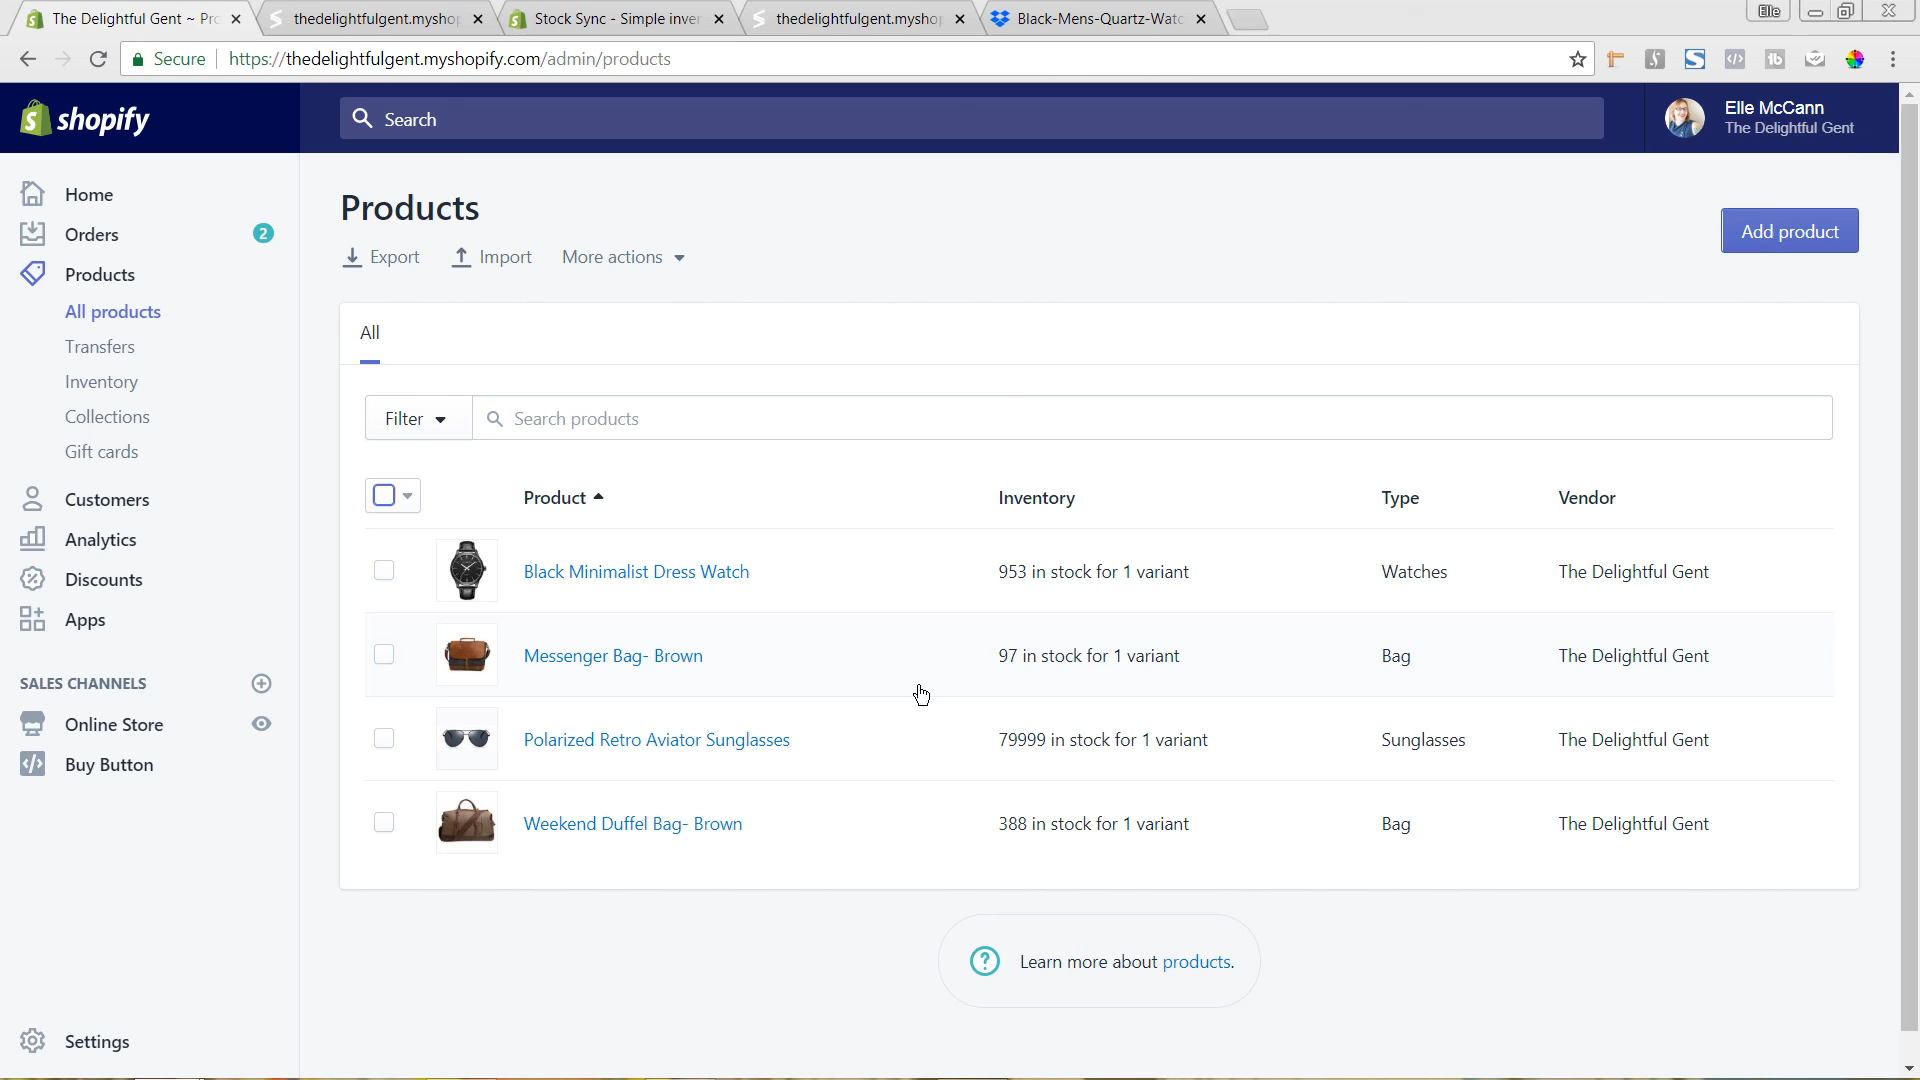 The Delightful Gent ~ Pr
thedelightfulgent.mysho
Stock Sync - Simple inver
thedelightfulgent.mysho
Black-Mens-Quartz-Wat
Elle
Secure
https://thedelightfulgent.myshopify.com/admin/products
shopify
Search
Elle McCann
The Delightful Gent
Home
Orders
2
Products
All products
Transfers
Inventory
Collections
Gift cards
Customers
Analytics
Discounts
Apps
SALES CHANNELS
Online Store
Buy Button
Settings
Products
Export
Import
More actions
Add product
All
Filter
Search products
Product
Inventory
Type
Vendor
Black Minimalist Dress Watch
953 in stock for 1 variant
Watches
The Delightful Gent
Messenger Bag- Brown
97 in stock for 1 variant
Bag
The Delightful Gent
Polarized Retro Aviator Sunglasses
79999 in stock for 1 variant
Sunglasses
The Delightful Gent
Weekend Duffel Bag- Brown
388 in stock for 1 variant
Bag
The Delightful Gent
? Learn more about products.